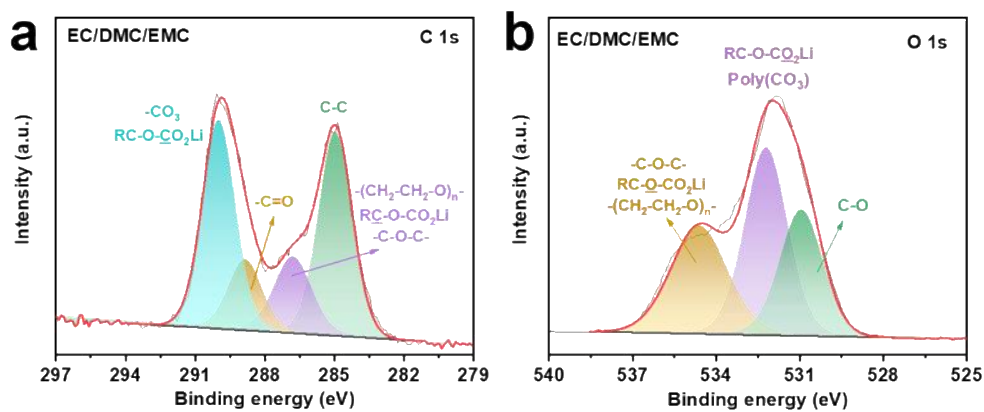 a
EC/DMC/EMC
C 1s
-CO₃
RC-O-CO₂Li
C-C
-C=O
-(CH₂-CH₂-O)ₙ-
RC-O-CO₂Li
-C-O-C-
Intensity (a.u.)
297 294 291 288 285 282 279
Binding energy (eV)
b
EC/DMC/EMC
O 1s
RC-O-CO₂Li
Poly(CO₃)
-C-O-C-
RC-O-CO₂Li
-(CH₂-CH₂-O)ₙ-
C-O
Intensity (a.u.)
540 537 534 531 528 525
Binding energy (eV)